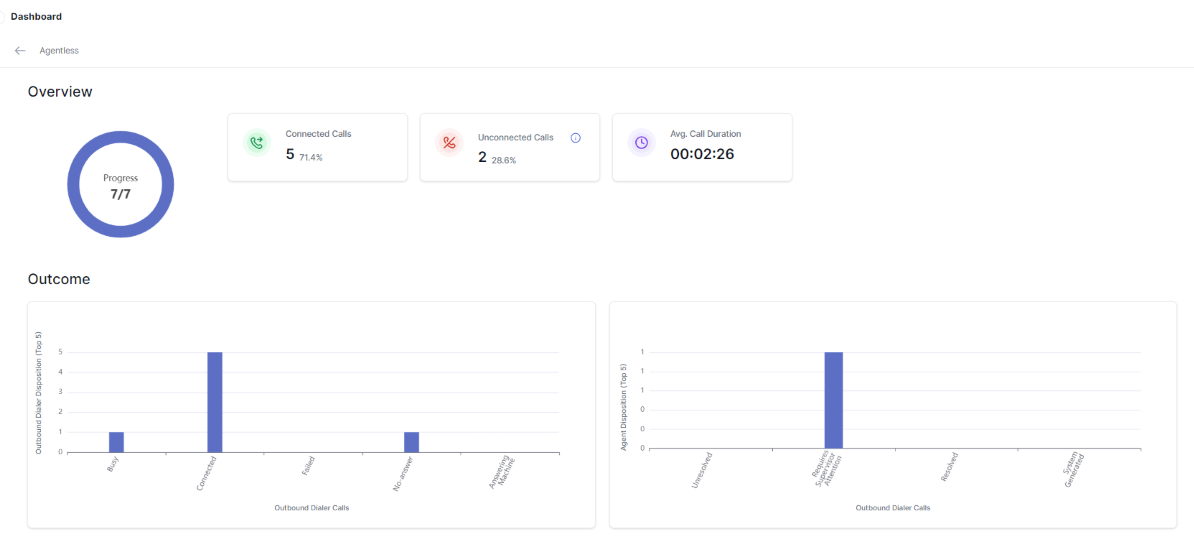 Dashboard
Agentless
Overview
Progress
7/7
Connected Calls
5 71.4%
Unconnected Calls
2 28.6%
Avg. Call Duration
00:02:26
Outcome
Outbound Dialer Disposition (Top 5)
5
4
3
2
1
0
Busy
Connected
Failed
No-answer
Answering
Machine
Outbound Dialer Calls
Agent Disposition (Top 5)
1
1
1
0
0
0
Unresolved
Requires
Supervisor
Attention
Resolved
System
Generated
Outbound Dialer Calls